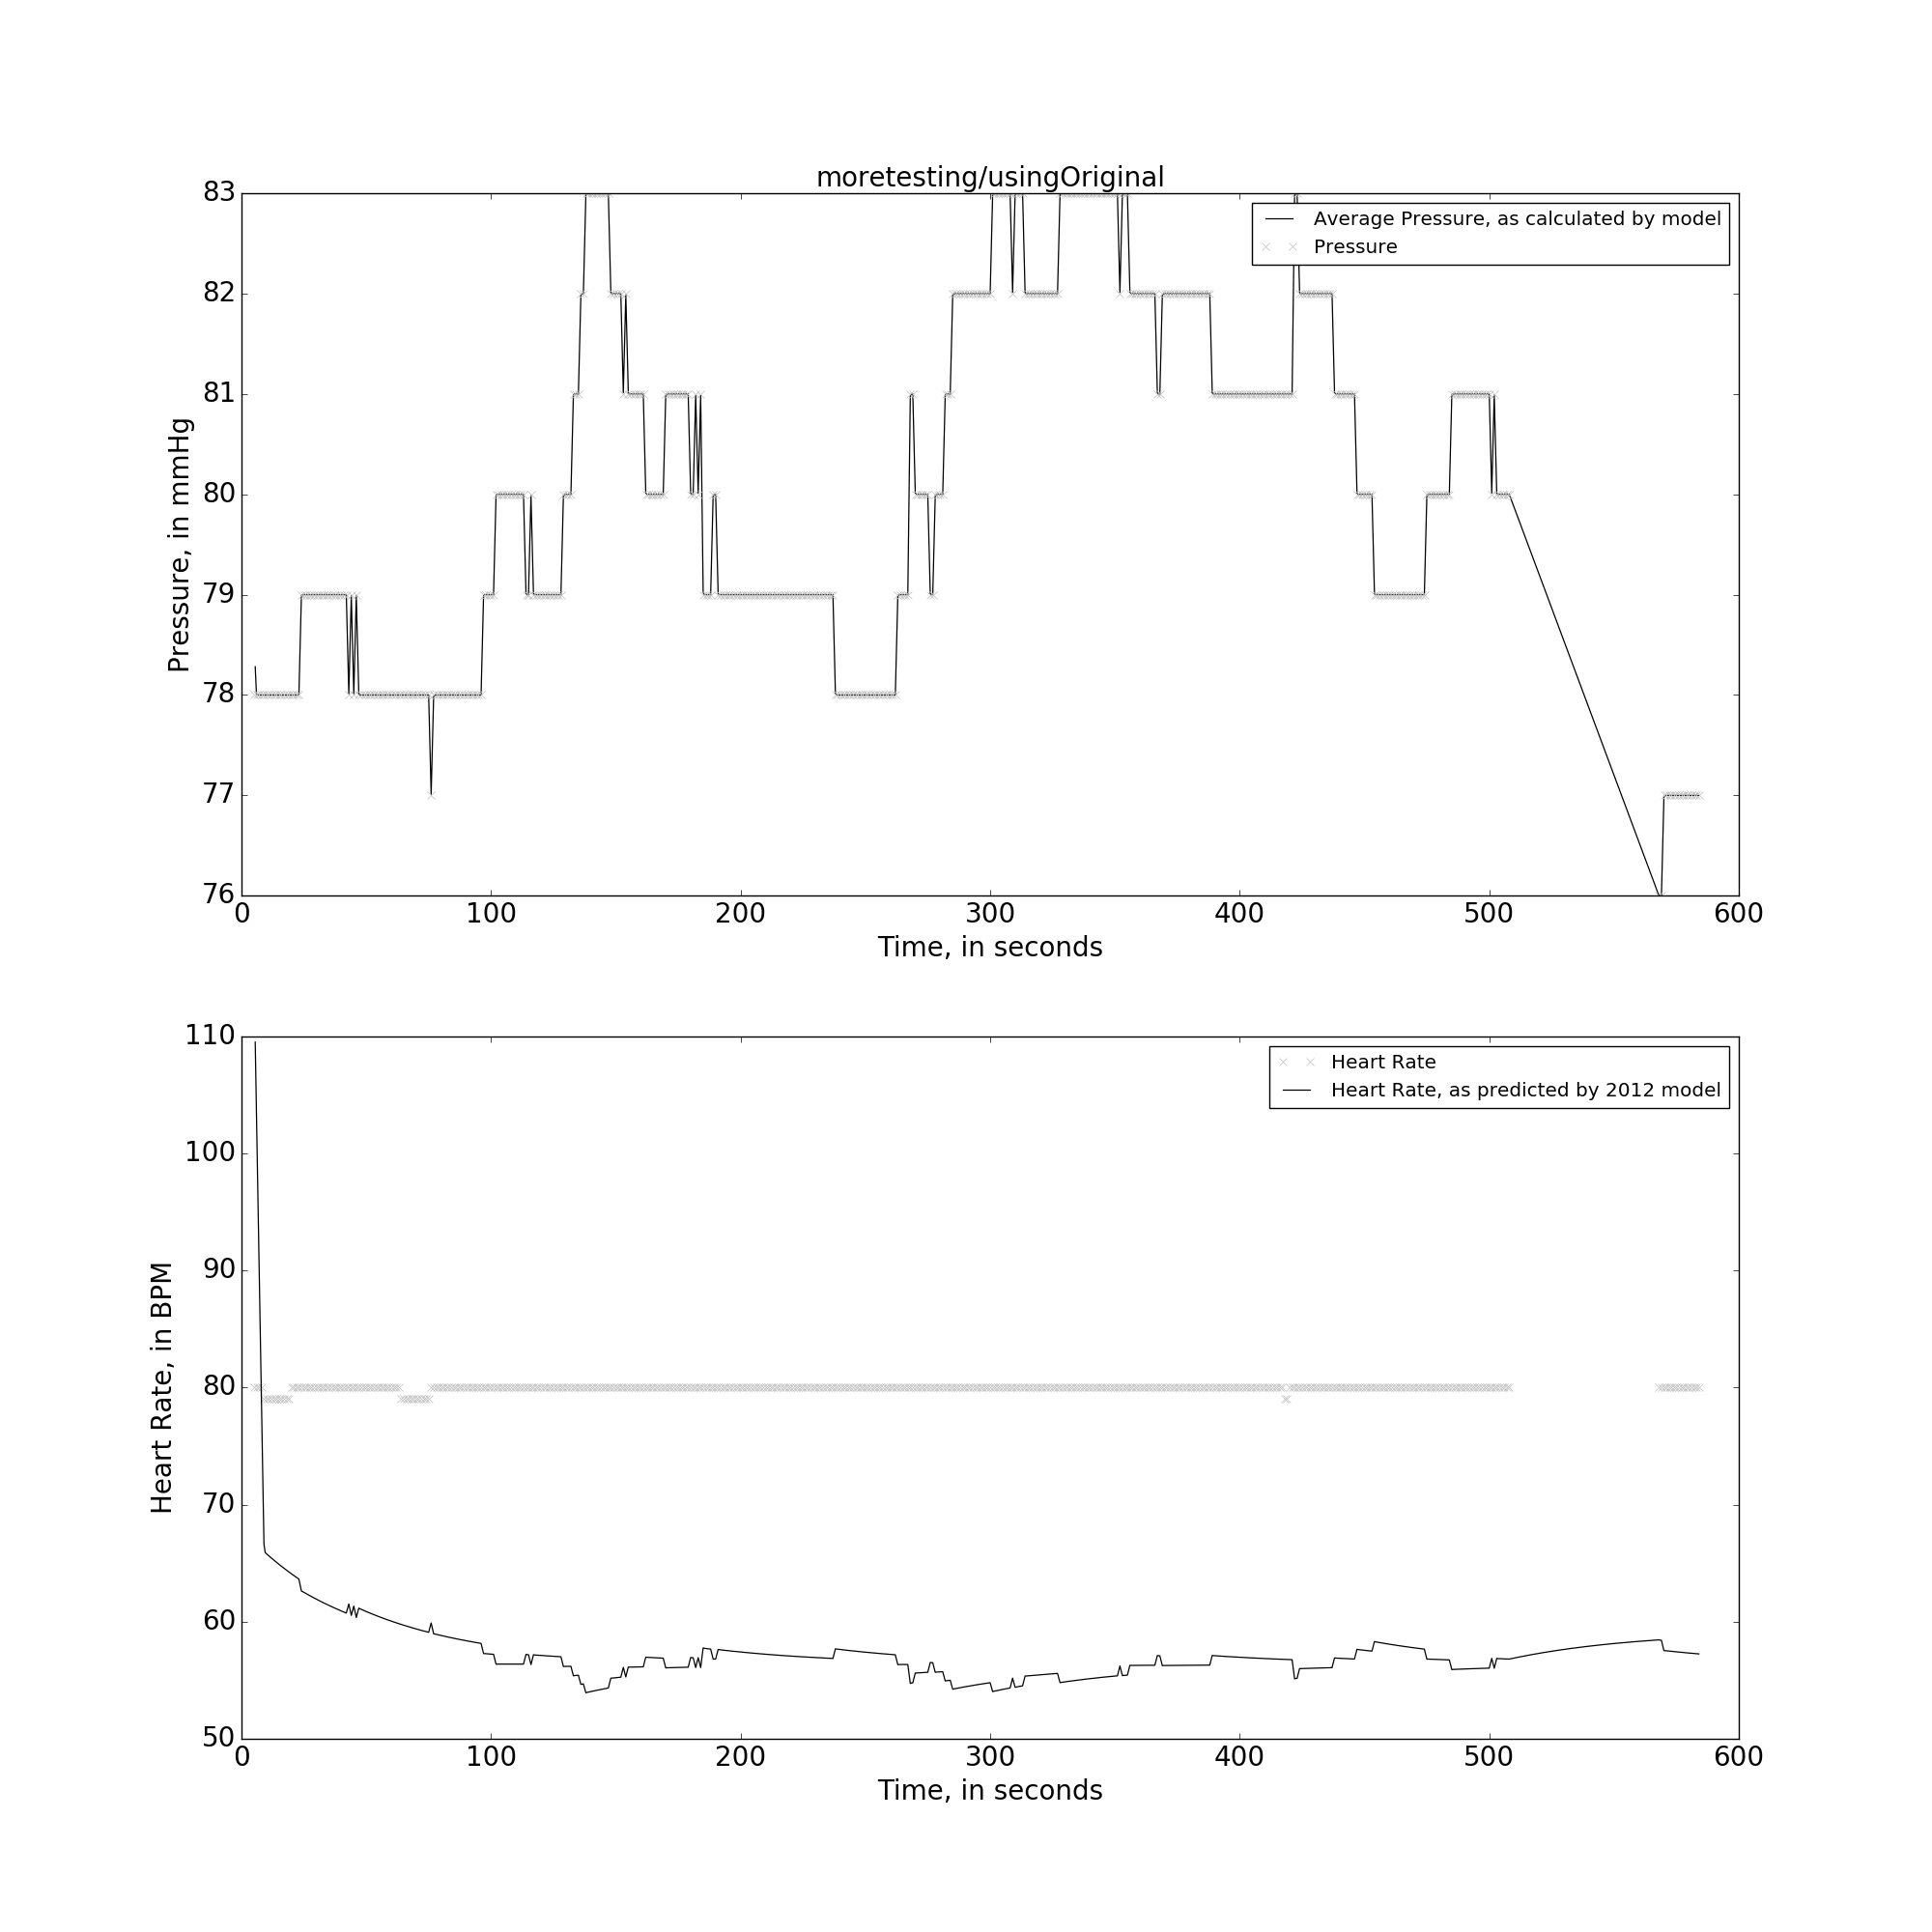 moretesting/usingOriginal
83
82
81
80
79
78
77
76
Pressure, in mmHg
Average Pressure, as calculated by model
Pressure
0 100 200 300 400 500 600
Time, in seconds
110
100
90
80
70
60
50
Heart Rate, in BPM
Heart Rate
Heart Rate, as predicted by 2012 model
0 100 200 300 400 500 600
Time, in seconds